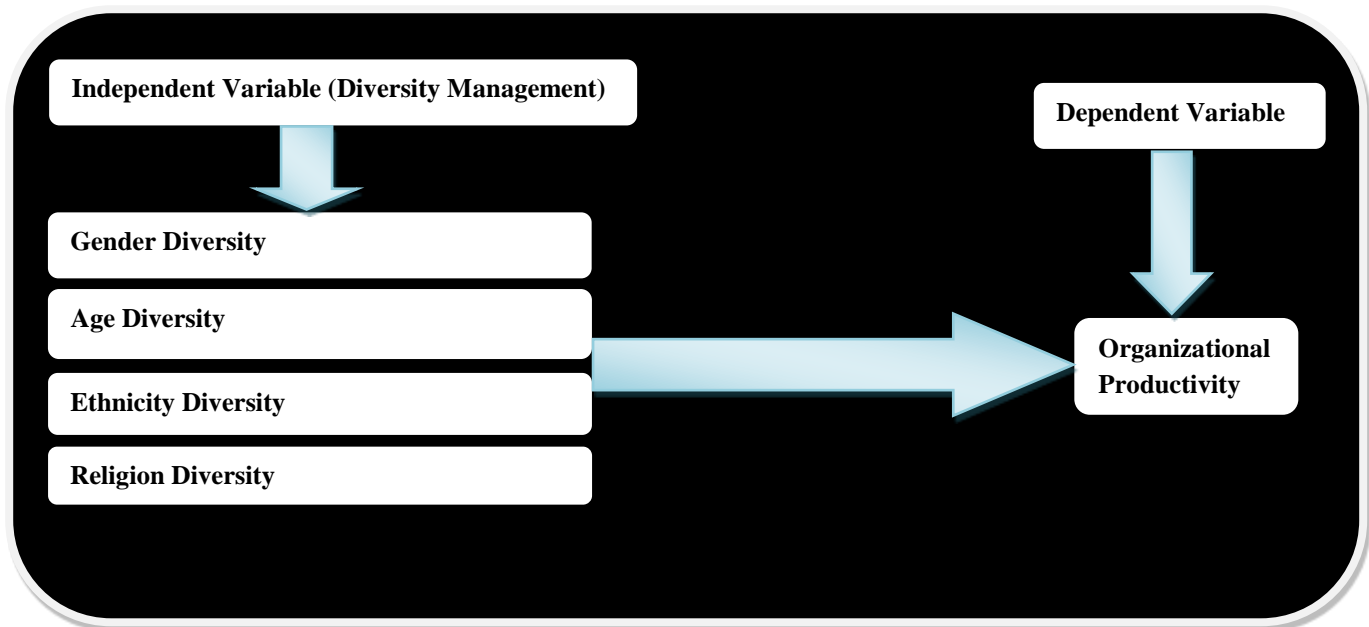 Independent Variable (Diversity Management)
Dependent Variable
Gender Diversity
Age Diversity
Organizational
Productivity
Ethnicity Diversity
Religion Diversity